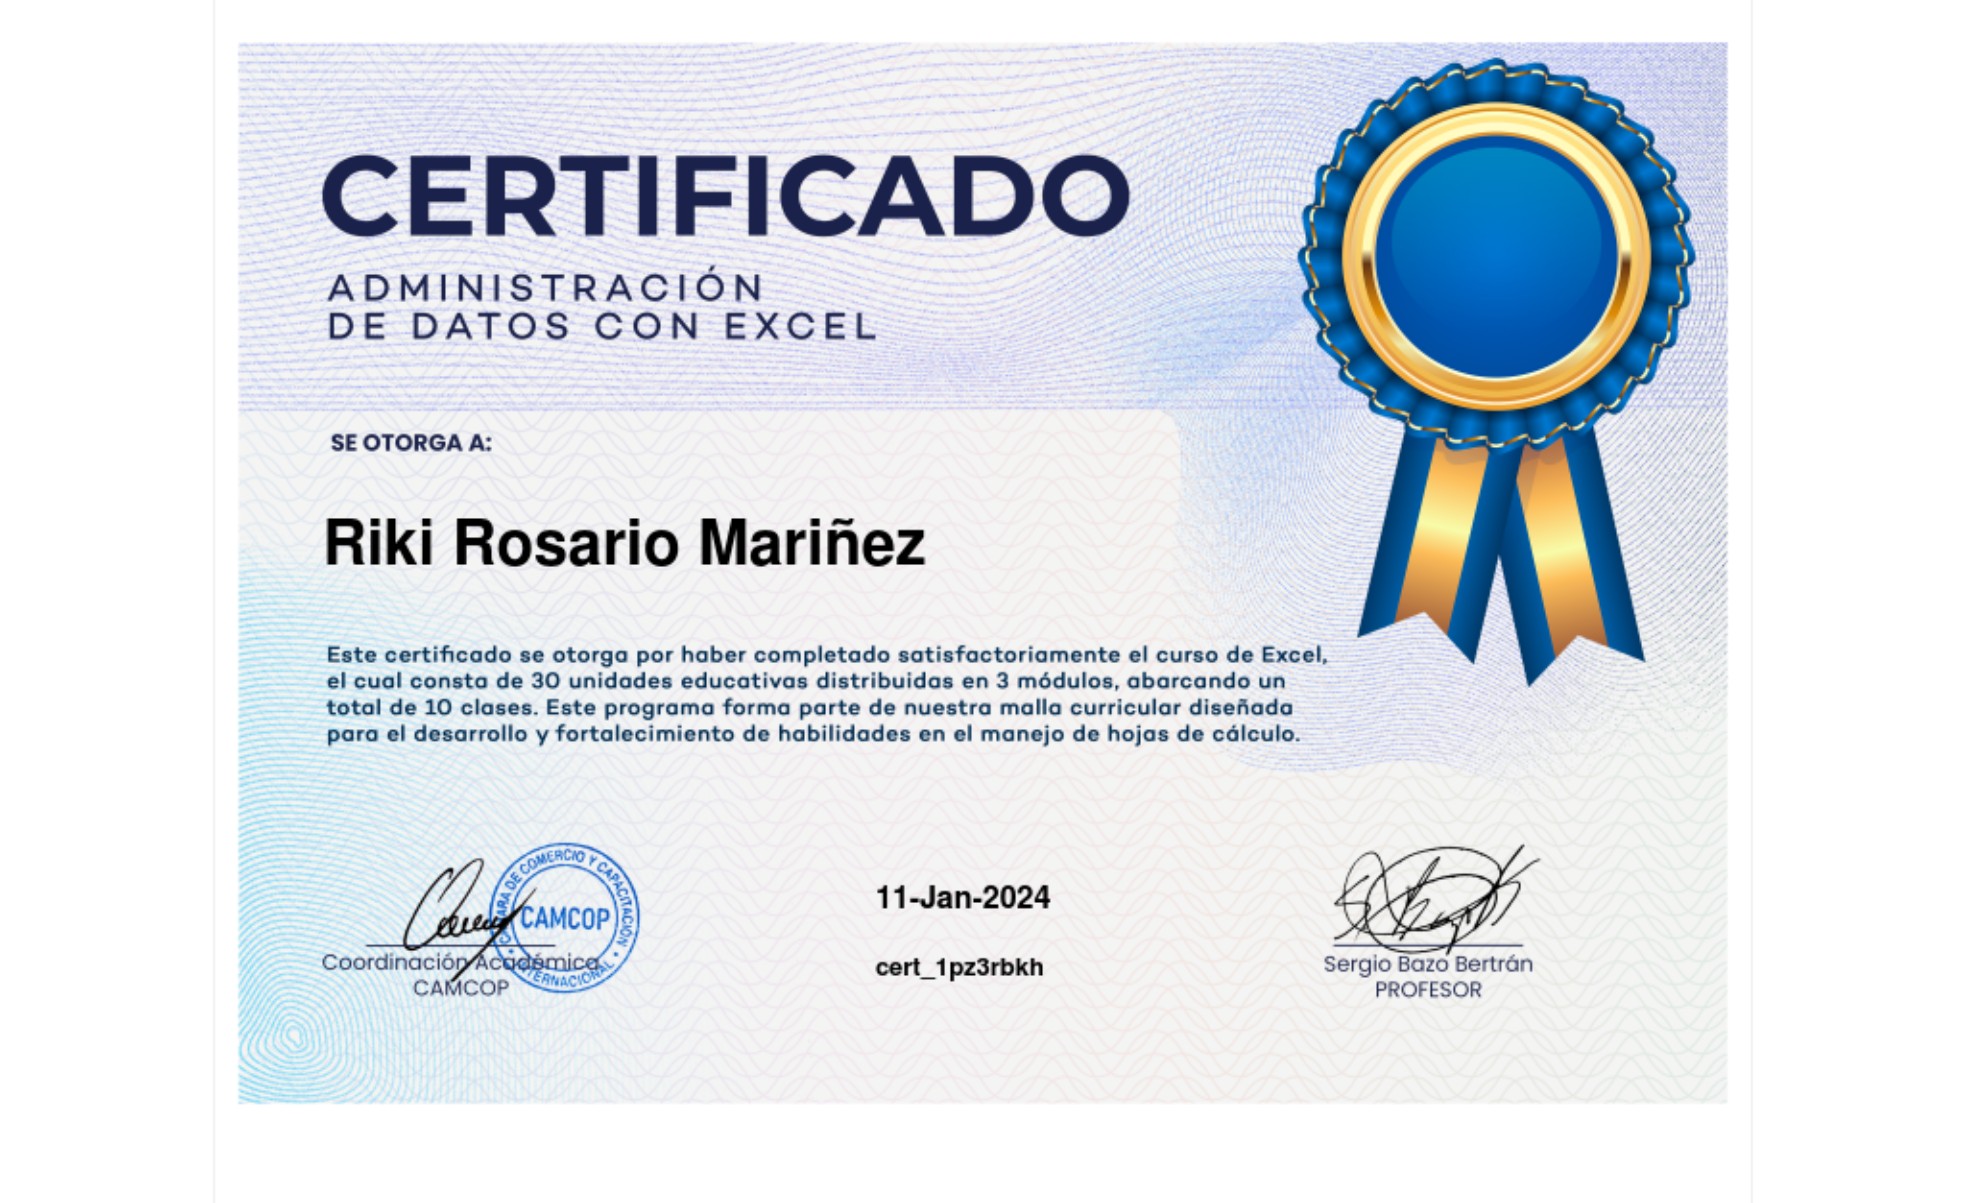 CERTIFICADO
ADMINISTRACIÓN
DE DATOS CON EXCEL
SE OTORGA A:
Riki Rosario Mariñez
Este certificado se otorga por haber completado satisfactoriamente el curso de Excel,
el cual consta de 30 unidades educativas distribuidas en 3 módulos, abarcando un
total de 10 clases. Este programa forma parte de nuestra malla curricular diseñada
para el desarrollo y fortalecimiento de habilidades en el manejo de hojas de cálculo.
CÁMARA DE COMERCIO Y CAPACITACIÓN
CAMCOP
INTERNACIONAL
Coordinación Académica
CAMCOP
11-Jan-2024
cert_1pz3rbkh
Sergio Bazo Bertrán
PROFESOR